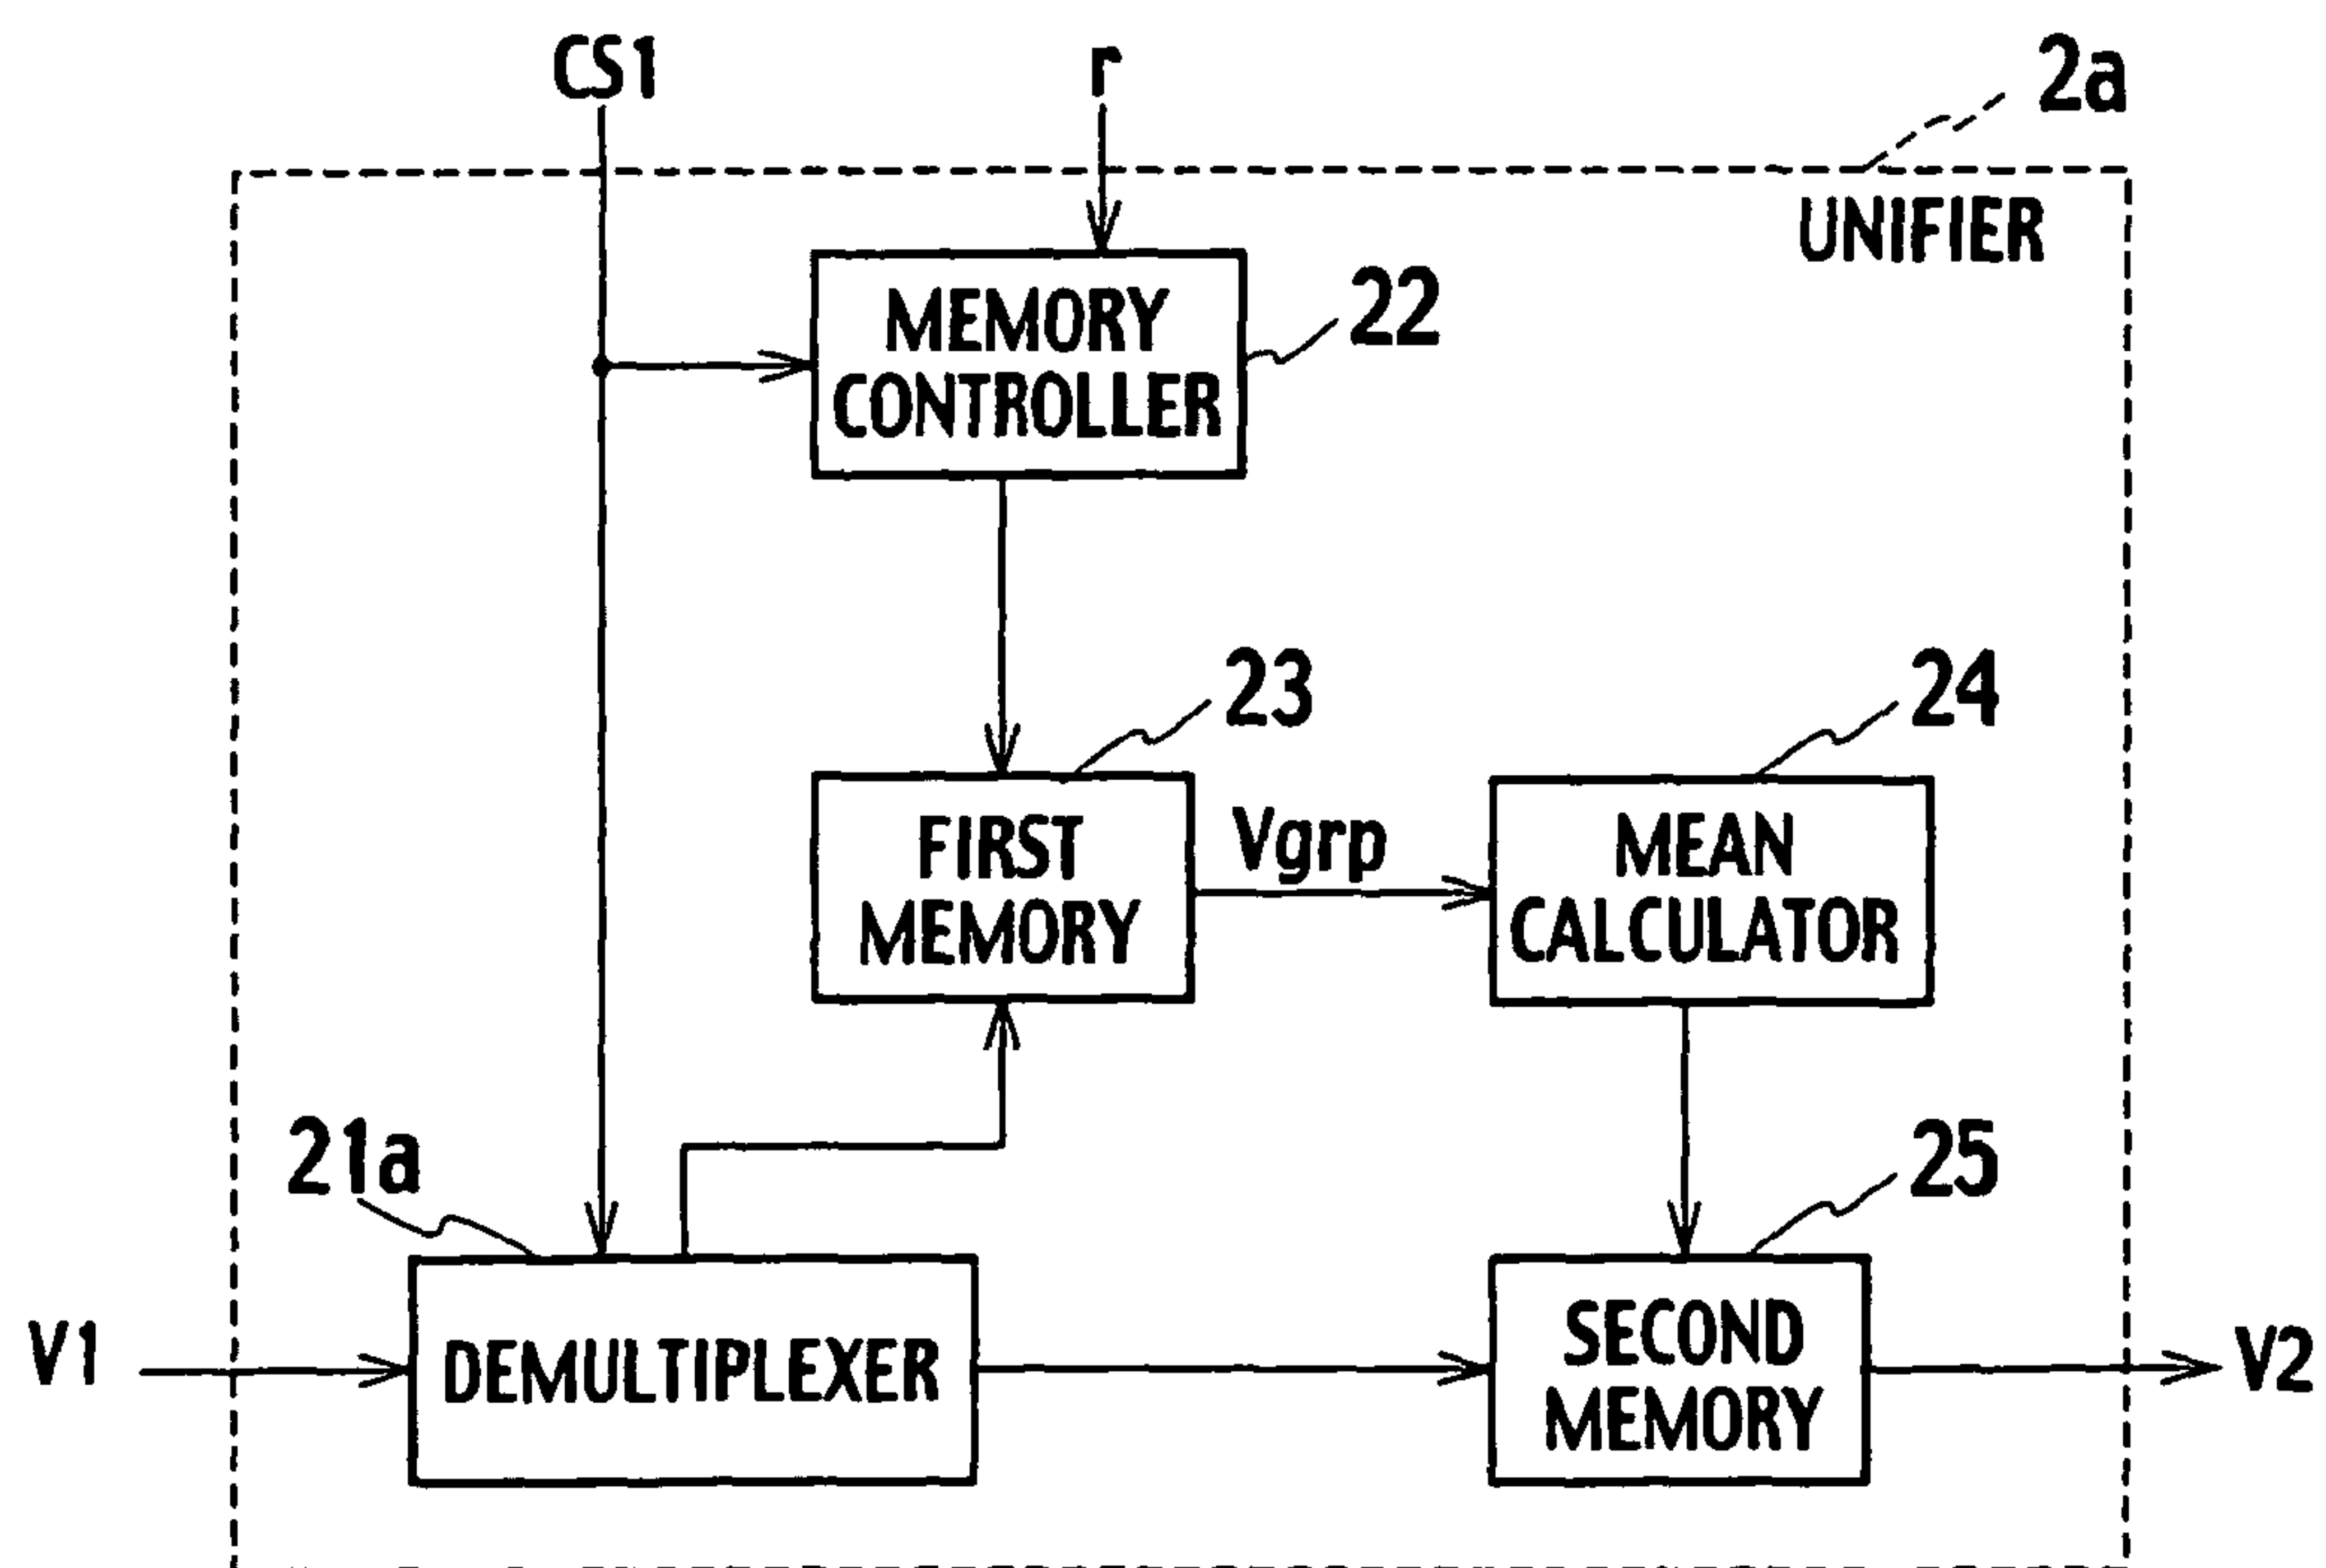 CS1
r
2a
UNIFIER
MEMORY
CONTROLLER
22
23
24
FIRST
MEMORY
Vgrp
MEAN
CALCULATOR
21a
25
V1
DEMULTIPLEXER
SECOND
MEMORY
V2